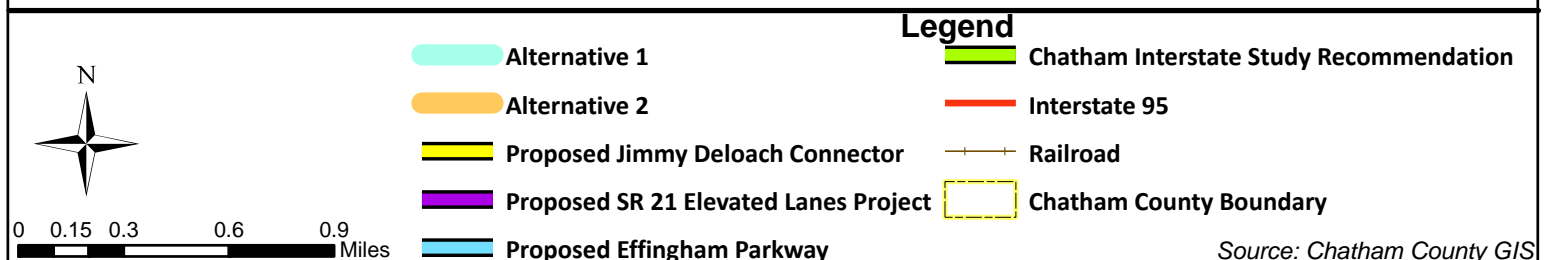 Legend
Alternative 1
Alternative 2
Proposed Jimmy Deloach Connector
Proposed SR 21 Elevated Lanes Project
Proposed Effingham Parkway
Chatham Interstate Study Recommendation
Interstate 95
Railroad
Chatham County Boundary
N
0 0.15 0.3 0.6 0.9
Miles
Source: Chatham County GIS